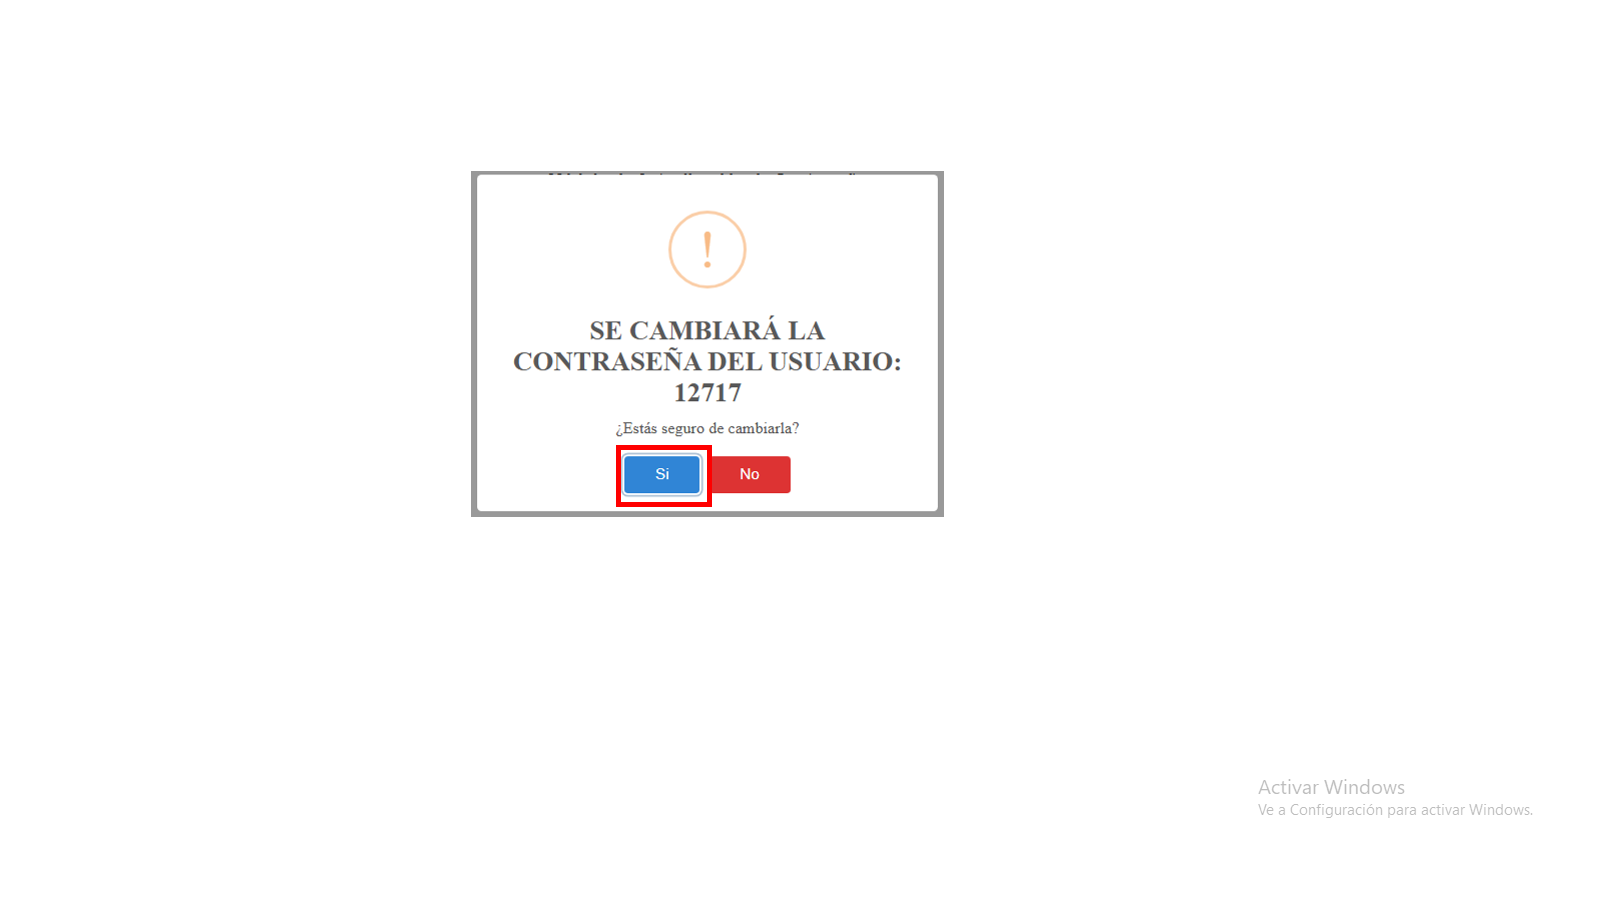 !
SE CAMBIARÁ LA
CONTRASEÑA DEL USUARIO:
12717
¿Estás seguro de cambiarla?
Si No
Activar Windows
Ve a Configuración para activar Windows.